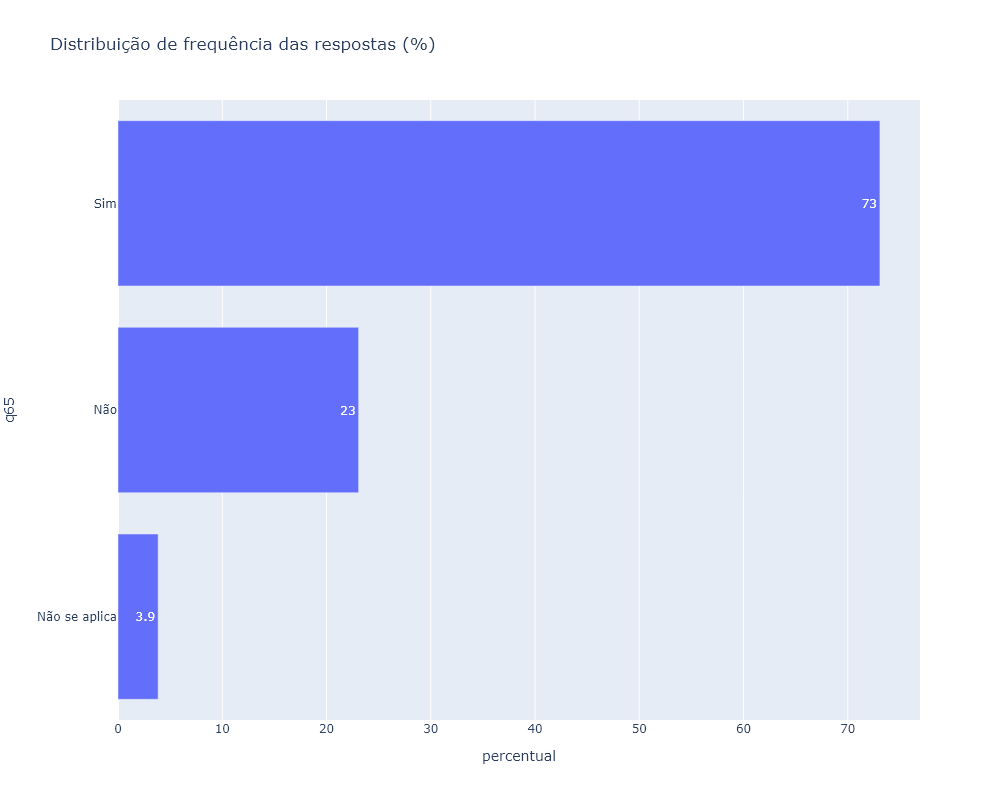 Distribuição de frequência das respostas (%)
Sim
73
Não
23
q65
Não se aplica
3.9
0 10 20 30 40 50 60 70
percentual